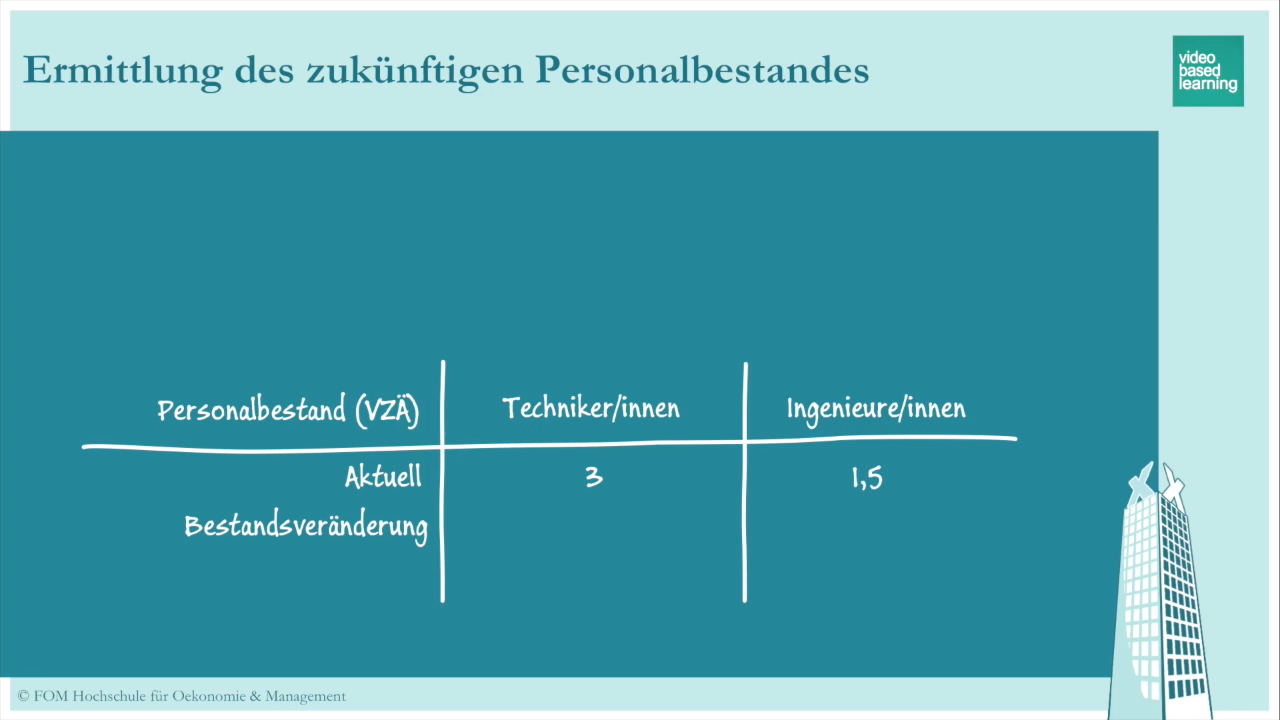 Ermittlung des zukünftigen Personalbestandes
video
based
learning
Personalbestand (VZÄ) Techniker/innen Ingenieure/innen
Aktuell 3 1,5
Bestandsveränderung
© FOM Hochschule für Oekonomie & Management